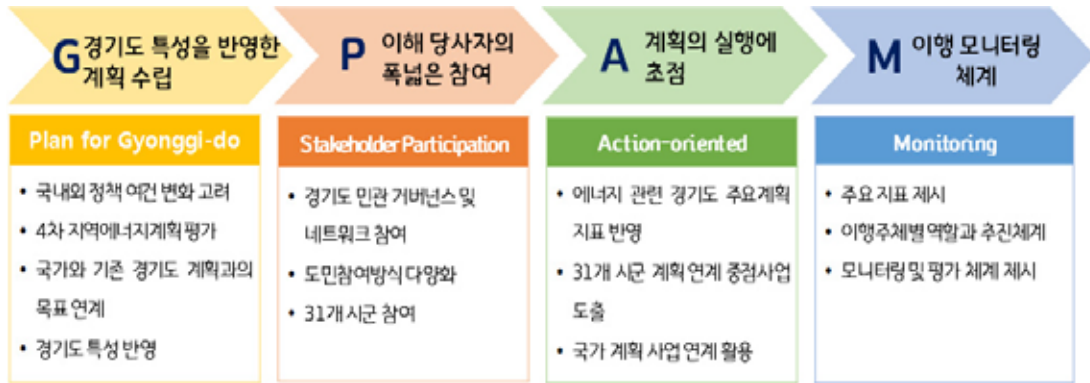 G 경기도 특성을 반영한
계획 수립
P 이해 당사자의
폭넓은 참여
A 계획의 실행에
초점
M 이행 모니터링
체계
Plan for Gyonggi-do
• 국내외 정책 여건 변화 고려
• 4차 지역에너지계획 평가
• 국가와 기존 경기도 계획과의
목표 연계
• 경기도 특성 반영
Stakeholder Participation
• 경기도 민관 거버넌스 및
네트워크 참여
• 도민참여방식 다양화
• 31개 시군 참여
Action-oriented
• 에너지 관련 경기도 주요계획
지표 반영
• 31개 시군 계획 연계 중점사업
도출
• 국가 계획 사업 연계 활용
Monitoring
• 주요 지표 제시
• 이행주체별 역할과 추진체계
• 모니터링 및 평가 체계 제시